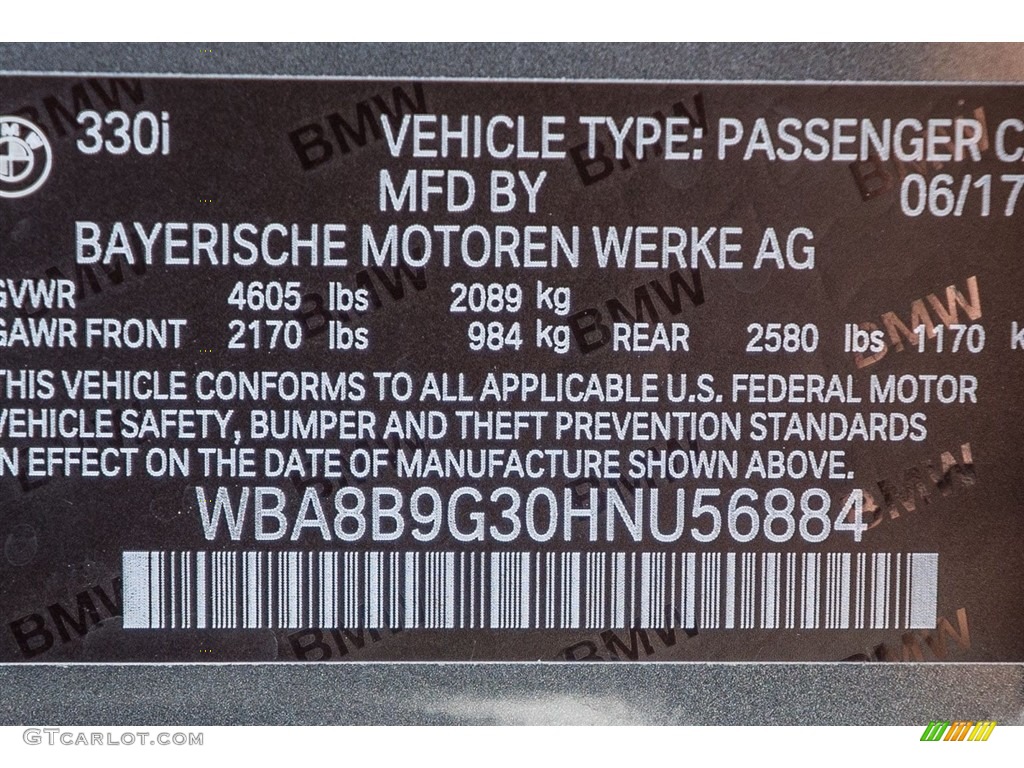 330i VEHICLE TYPE: PASSENGER
MFD BY 06/17
BAYERISCHE MOTOREN WERKE AG
GVWR 4605 lbs 2089 kg
GAWR FRONT 2170 lbs 984 kg REAR 2580 lbs 1170
THIS VEHICLE CONFORMS TO ALL APPLICABLE U.S. FEDERAL MOTOR
VEHICLE SAFETY, BUMPER AND THEFT PREVENTION STANDARDS
IN EFFECT ON THE DATE OF MANUFACTURE SHOWN ABOVE.
WBA8B9G30HNU56884
GTCARLOT.COM